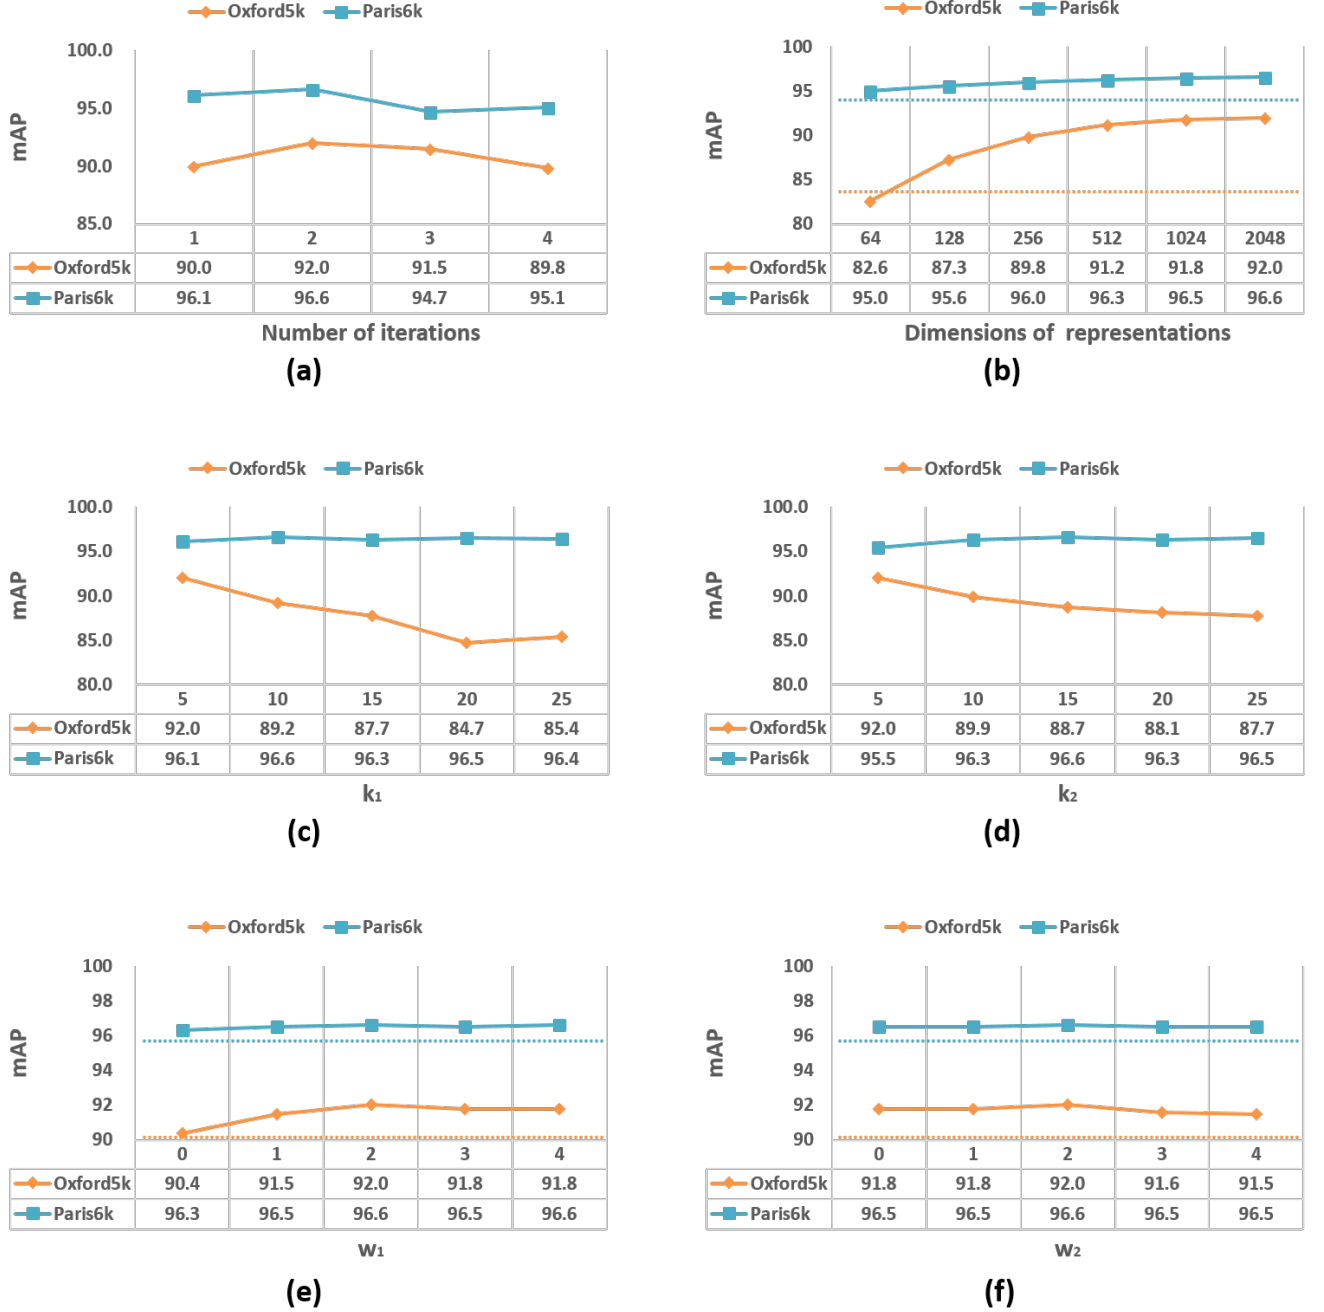 Oxford5k Paris6k
100.0
95.0
90.0
85.0
mAP
1 2 3 4
Oxford5k 90.0 92.0 91.5 89.8
Paris6k 96.1 96.6 94.7 95.1
Number of iterations
(a)
Oxford5k Paris6k
100
95
90
85
80
mAP
64 128 256 512 1024 2048
Oxford5k 82.6 87.3 89.8 91.2 91.8 92.0
Paris6k 95.0 95.6 96.0 96.3 96.5 96.6
Dimensions of representations
(b)
Oxford5k Paris6k
100.0
95.0
90.0
85.0
80.0
mAP
5 10 15 20 25
Oxford5k 92.0 89.2 87.7 84.7 85.4
Paris6k 96.1 96.6 96.3 96.5 96.4
k₁
(c)
Oxford5k Paris6k
100.0
95.0
90.0
85.0
80.0
mAP
5 10 15 20 25
Oxford5k 92.0 89.9 88.7 88.1 87.7
Paris6k 95.5 96.3 96.6 96.3 96.5
k₂
(d)
Oxford5k Paris6k
100
98
96
94
92
90
mAP
0 1 2 3 4
Oxford5k 90.4 91.5 92.0 91.8 91.8
Paris6k 96.3 96.5 96.6 96.5 96.6
w₁
(e)
Oxford5k Paris6k
100
98
96
94
92
90
mAP
0 1 2 3 4
Oxford5k 91.8 91.8 92.0 91.6 91.5
Paris6k 96.5 96.5 96.6 96.5 96.5
w₂
(f)